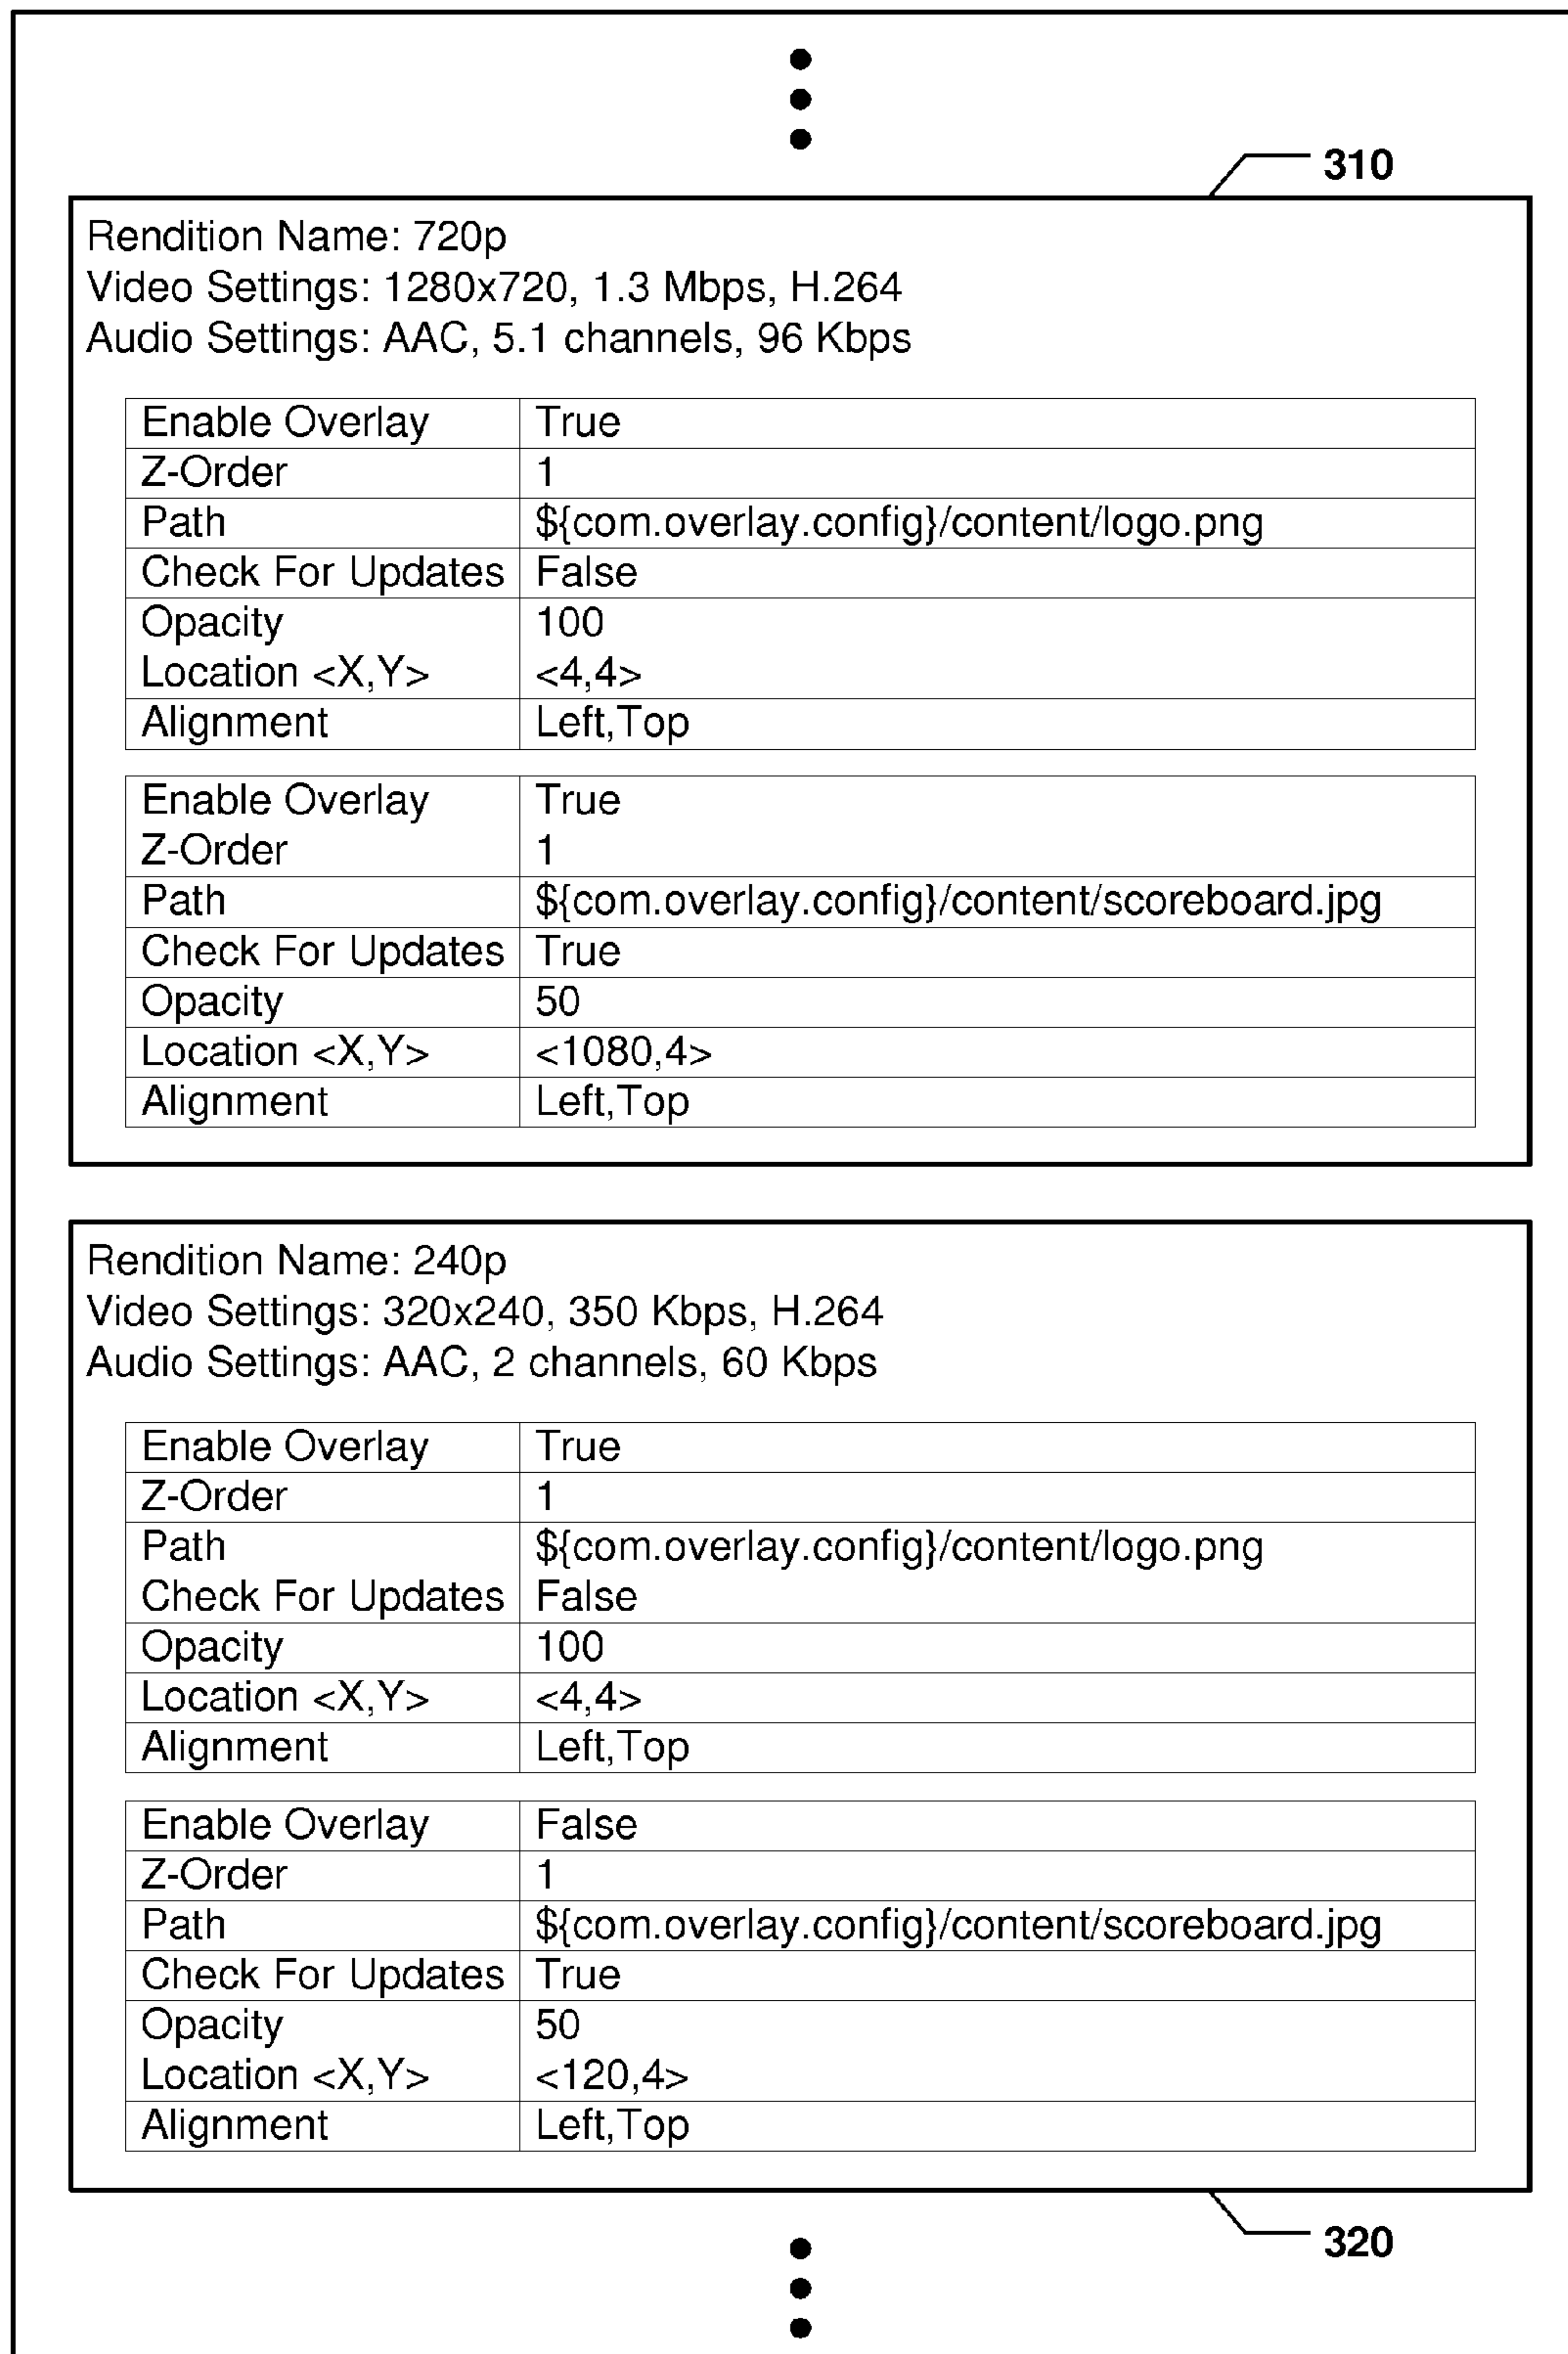 310
Rendition Name: 720p
Video Settings: 1280x720, 1.3 Mbps, H.264
Audio Settings: AAC, 5.1 channels, 96 Kbps
Enable Overlay True
Z-Order 1
Path ${com.overlay.config}/content/logo.png
Check For Updates False
Opacity 100
Location <X,Y> <4,4>
Alignment Left,Top
Enable Overlay True
Z-Order 1
Path ${com.overlay.config}/content/scoreboard.jpg
Check For Updates True
Opacity 50
Location <X,Y> <1080,4>
Alignment Left,Top
Rendition Name: 240p
Video Settings: 320x240, 350 Kbps, H.264
Audio Settings: AAC, 2 channels, 60 Kbps
Enable Overlay True
Z-Order 1
Path ${com.overlay.config}/content/logo.png
Check For Updates False
Opacity 100
Location <X,Y> <4,4>
Alignment Left,Top
Enable Overlay False
Z-Order 1
Path ${com.overlay.config}/content/scoreboard.jpg
Check For Updates True
Opacity 50
Location <X,Y> <120,4>
Alignment Left,Top
320